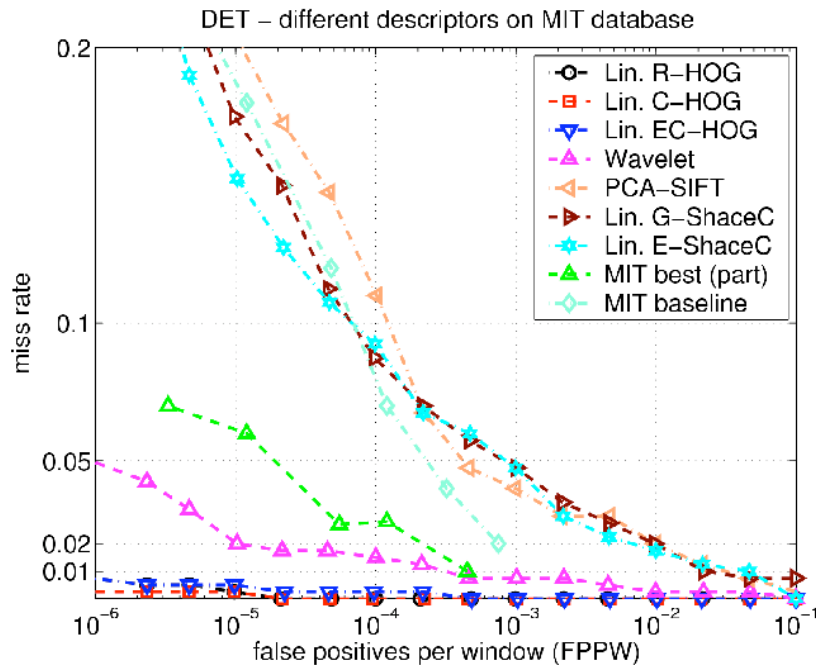 DET − different descriptors on MIT database
0.2
0.1
0.05
0.02
0.01
miss rate
Lin. R−HOG
Lin. C−HOG
Lin. EC−HOG
Wavelet
PCA−SIFT
Lin. G−ShaceC
Lin. E−ShaceC
MIT best (part)
MIT baseline
10⁻⁶ 10⁻⁵ 10⁻⁴ 10⁻³ 10⁻² 10⁻¹
false positives per window (FPPW)